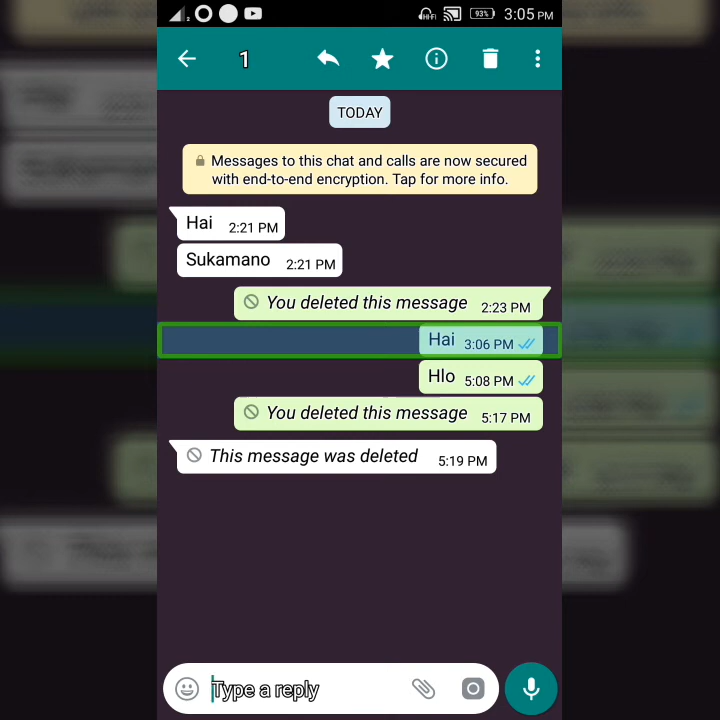 2 HI-FI 93% 3:05 PM
1
TODAY
Messages to this chat and calls are now secured
with end-to-end encryption. Tap for more info.
Hai 2:21 PM
Sukamano 2:21 PM
You deleted this message 2:23 PM
Hai 3:06 PM
Hlo 5:08 PM
You deleted this message 5:17 PM
This message was deleted 5:19 PM
Type a reply